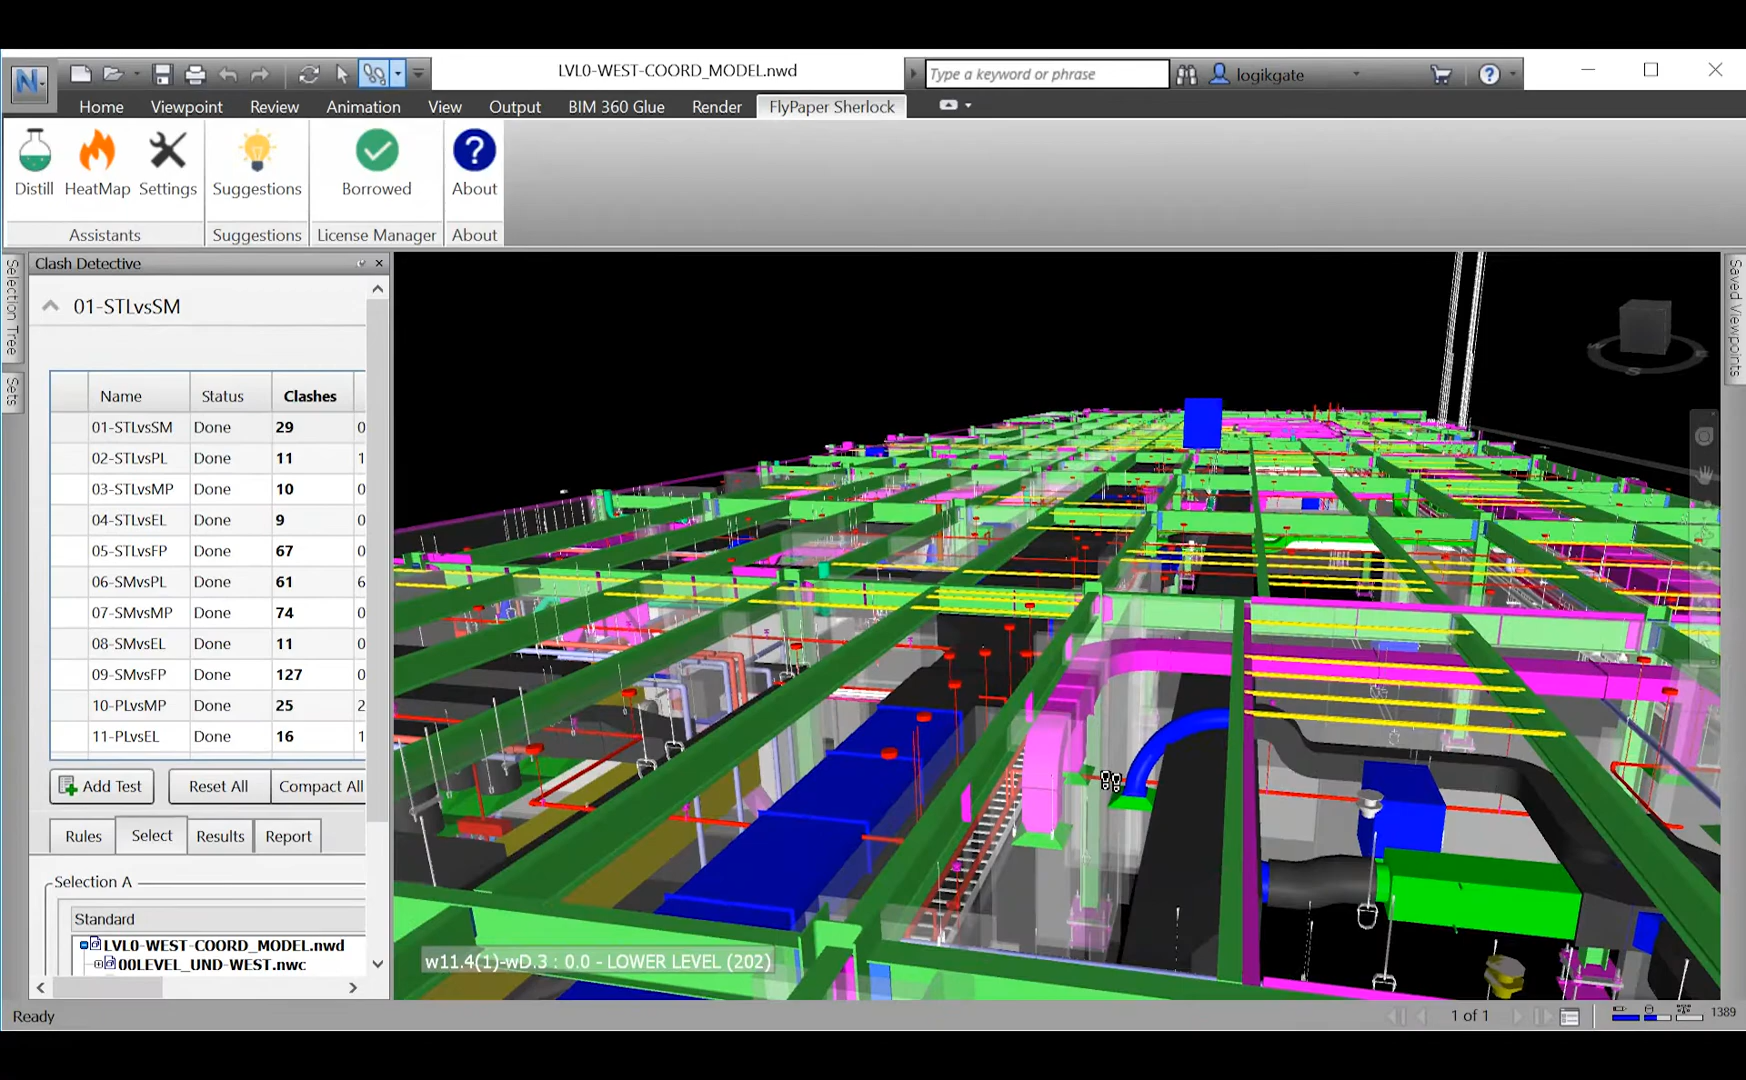 LVL0-WEST-COORD_MODEL.nwd
Type a keyword or phrase
logikgate
Home
Viewpoint
Review
Animation
View
Output
BIM 360 Glue
Render
FlyPaper Sherlock
Distill
HeatMap
Settings
Suggestions
Borrowed
About
Assistants
Suggestions
License Manager
About
Selection Tree
Sets
Clash Detective
01-STLvsSM
Name Status Clashes
01-STLvsSM Done 29 0
02-STLvsPL Done 11 1
03-STLvsMP Done 10 0
04-STLvsEL Done 9 0
05-STLvsFP Done 67 0
06-SMvsPL Done 61 6
07-SMvsMP Done 74 0
08-SMvsEL Done 11 0
09-SMvsFP Done 127 0
10-PLvsMP Done 25 2
11-PLvsEL Done 16 1
Add Test
Reset All
Compact All
Rules
Select
Results
Report
Selection A
Standard
LVL0-WEST-COORD_MODEL.nwd
00LEVEL_UND-WEST.nwc
Saved Viewpoints
S
w11.4(1)-wD.3 : 0.0 - LOWER LEVEL (202)
Ready
1 of 1
1389